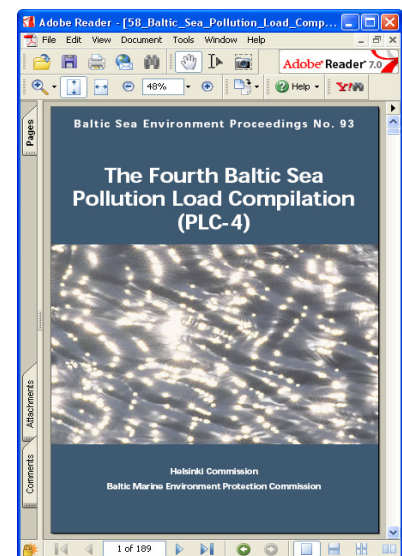 Adobe Reader - [58_Baltic_Sea_Pollution_Load_Comp...
File Edit View Document Tools Window Help
Adobe Reader 7.0
48%
Help
Y!
Pages
Baltic Sea Environment Proceedings No. 93
The Fourth Baltic Sea
Pollution Load Compilation
(PLC-4)
Attachments
Comments
Helsinki Commission
Baltic Marine Environment Protection Commission
1 of 189